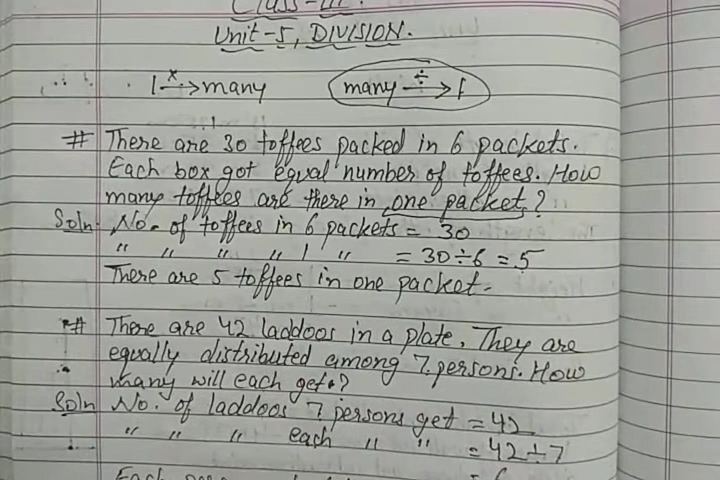 Class-III.
Unit-5, DIVISION.
1 x→ many many ÷→ 1
# There are 30 toffees packed in 6 packets.
Each box got equal number of toffees. How
many toffees are there in one packet?
Soln. No. of toffees in 6 packets = 30
" " " " 1 " = 30÷6 = 5
There are 5 toffees in one packet.
# There are 42 laddoos in a plate. They are
equally distributed among 7 persons. How
many will each get?
Soln No. of laddoos 7 persons get = 42
" " " each " " = 42÷7
= 6
Each